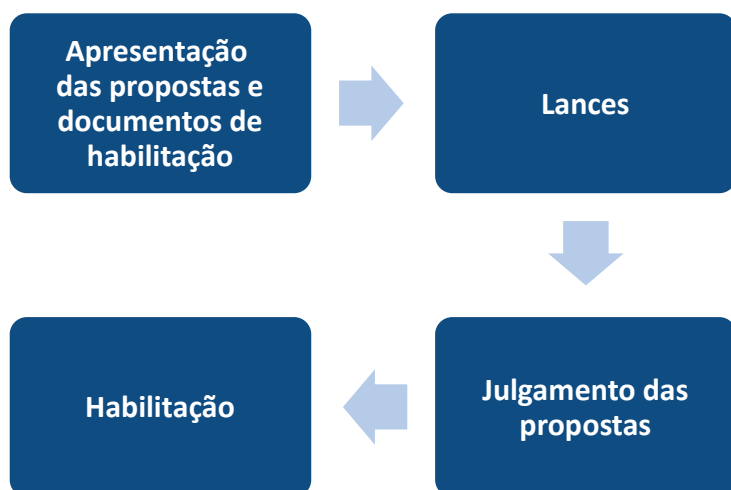 Apresentação
das propostas e
documentos de
habilitação
Lances
Julgamento das
propostas
Habilitação